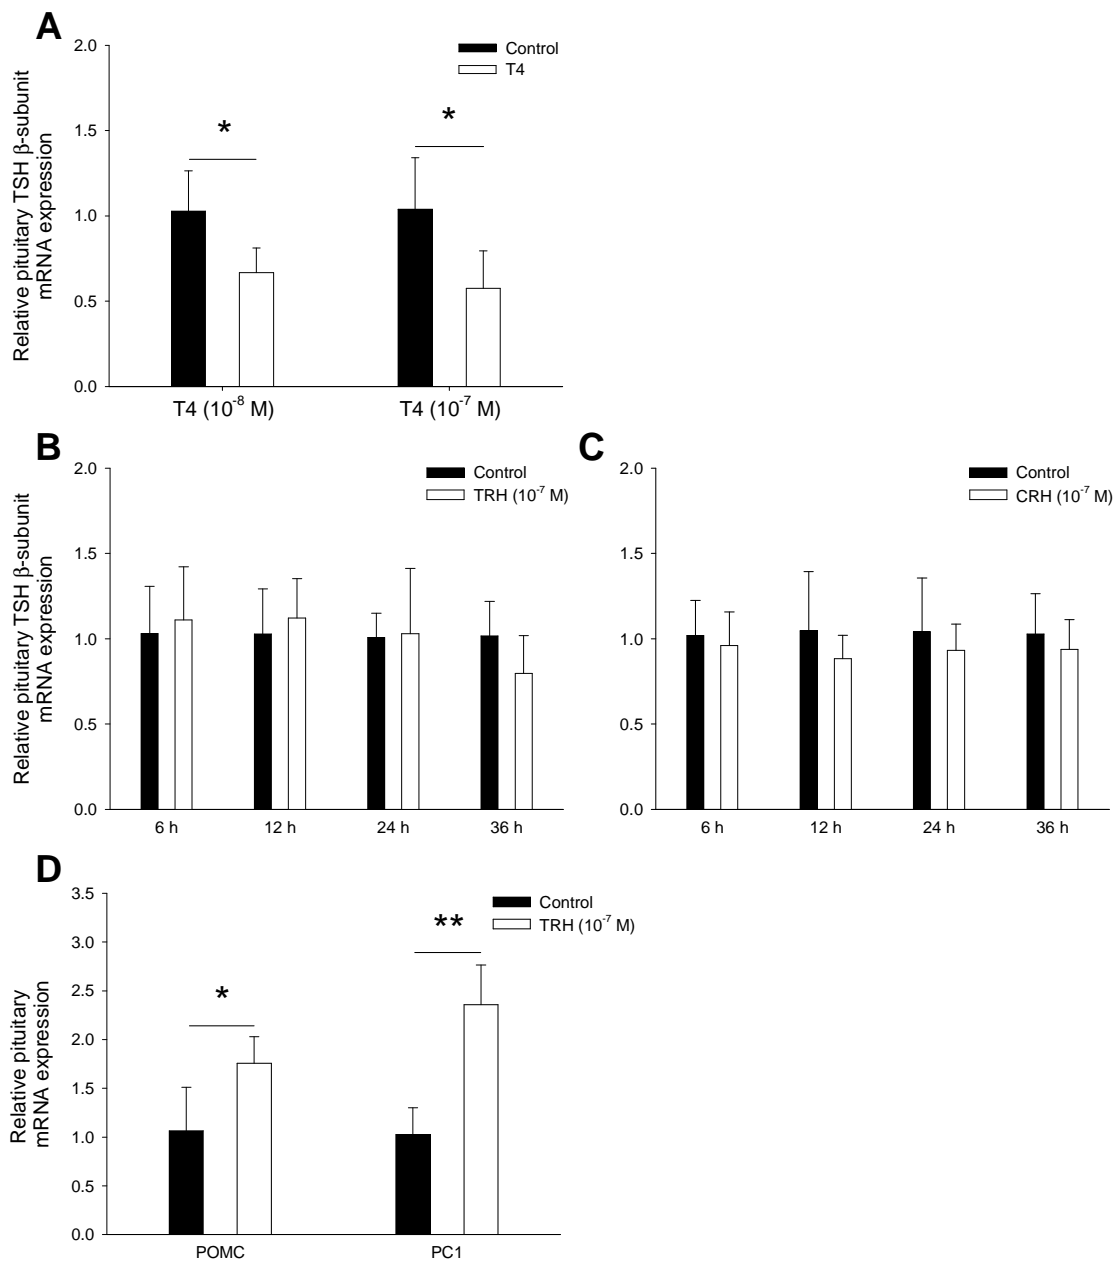 A
2.0
1.5
1.0
0.5
0.0
Relative pituitary TSH β-subunit
mRNA expression
Control
T4
*
*
T4 (10⁻⁸ M)
T4 (10⁻⁷ M)
B
2.0
1.5
1.0
0.5
0.0
Relative pituitary TSH β-subunit
mRNA expression
Control
TRH (10⁻⁷ M)
6 h
12 h
24 h
36 h
C
2.0
1.5
1.0
0.5
0.0
Control
CRH (10⁻⁷ M)
6 h
12 h
24 h
36 h
D
3.5
3.0
2.5
2.0
1.5
1.0
0.5
0.0
Relative pituitary
mRNA expression
Control
TRH (10⁻⁷ M)
*
**
POMC
PC1